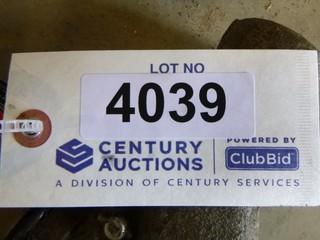 LOT NO
4039
CENTURY AUCTIONS
POWERED BY
ClubBid
A DIVISION OF CENTURY SERVICES